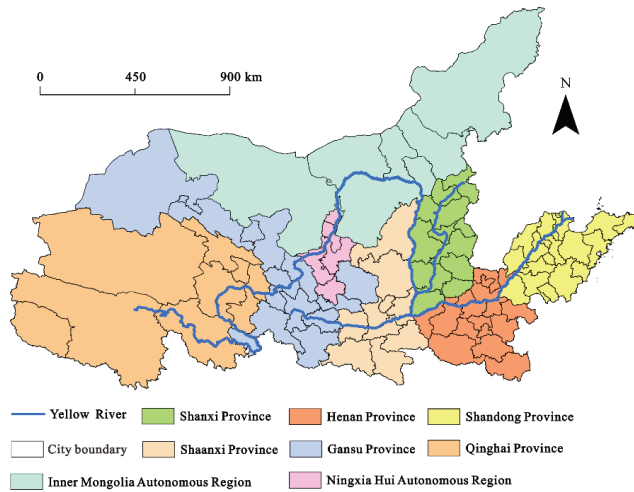 N
0 450 900 km
Yellow River Shanxi Province Henan Province Shandong Province
City boundary Shaanxi Province Gansu Province Qinghai Province
Inner Mongolia Autonomous Region Ningxia Hui Autonomous Region